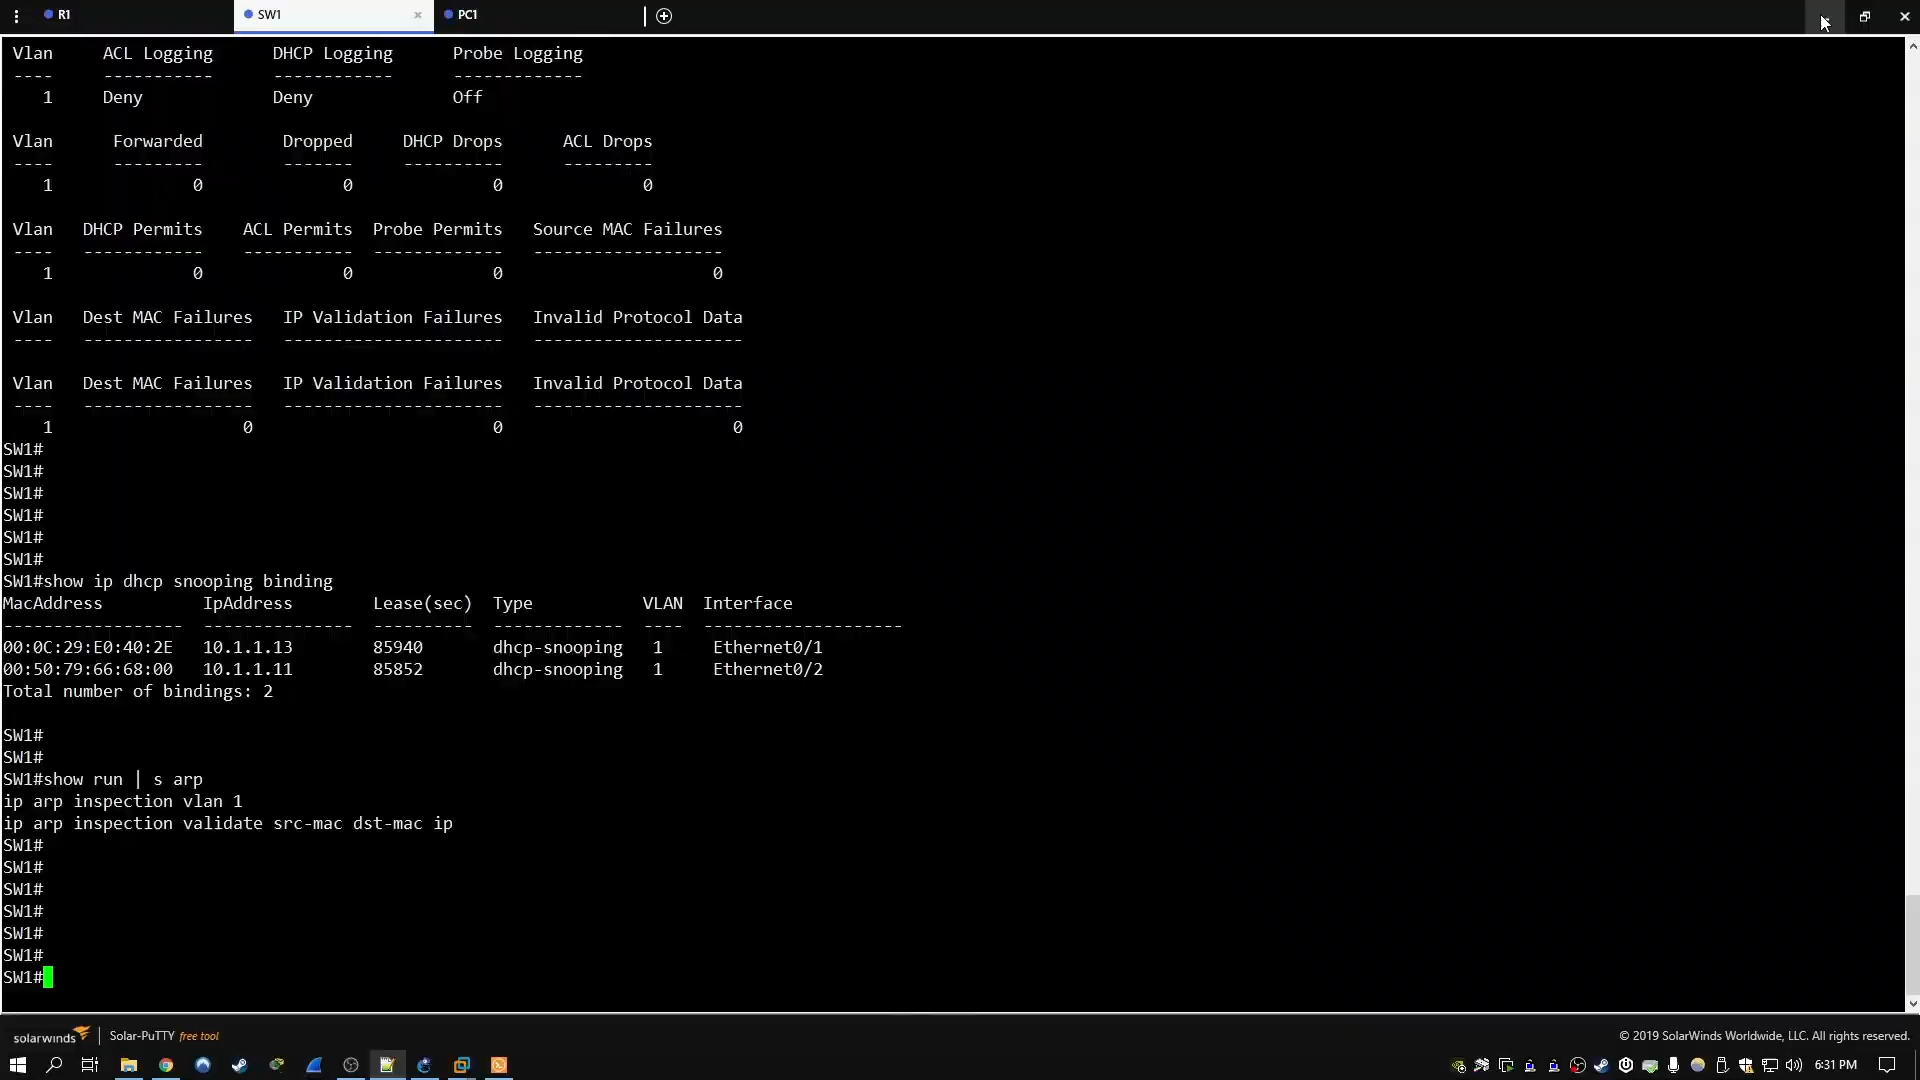 R1 SW1 × PC1
Vlan ACL Logging DHCP Logging Probe Logging
---- ----------- ------------ -------------
1 Deny Deny Off
Vlan Forwarded Dropped DHCP Drops ACL Drops
---- --------- ------- ---------- ---------
1 0 0 0 0
Vlan DHCP Permits ACL Permits Probe Permits Source MAC Failures
---- ------------ ----------- ------------- -------------------
1 0 0 0 0
Vlan Dest MAC Failures IP Validation Failures Invalid Protocol Data
---- ----------------- ---------------------- ---------------------
Vlan Dest MAC Failures IP Validation Failures Invalid Protocol Data
---- ----------------- ---------------------- ---------------------
1 0 0 0
SW1#
SW1#
SW1#
SW1#
SW1#
SW1#
SW1#show ip dhcp snooping binding
MacAddress IpAddress Lease(sec) Type VLAN Interface
------------------ --------------- ---------- ------------- ---- --------------------
00:0C:29:E0:40:2E 10.1.1.13 85940 dhcp-snooping 1 Ethernet0/1
00:50:79:66:68:00 10.1.1.11 85852 dhcp-snooping 1 Ethernet0/2
Total number of bindings: 2
SW1#
SW1#
SW1#show run | s arp
ip arp inspection vlan 1
ip arp inspection validate src-mac dst-mac ip
SW1#
SW1#
SW1#
SW1#
SW1#
SW1#
SW1#
solarwinds Solar-PuTTY free tool © 2019 SolarWinds Worldwide, LLC. All rights reserved.
6:31 PM